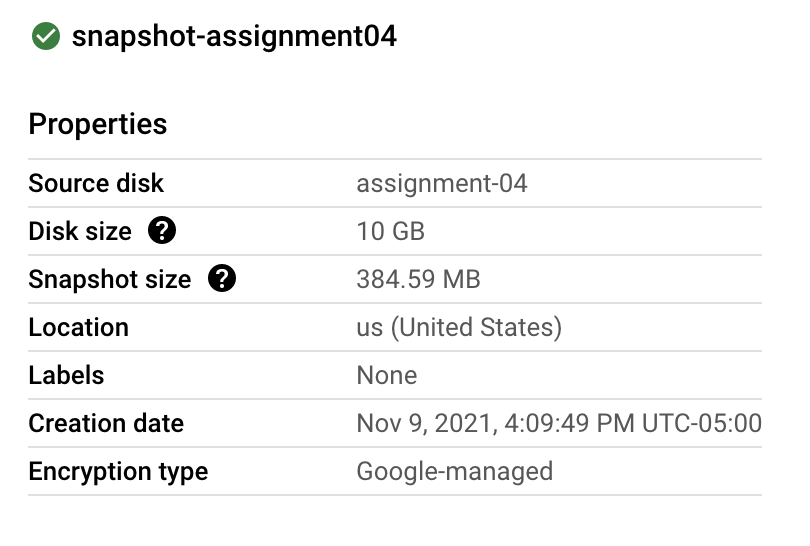 snapshot-assignment04
Properties
Source disk assignment-04
Disk size ? 10 GB
Snapshot size ? 384.59 MB
Location us (United States)
Labels None
Creation date Nov 9, 2021, 4:09:49 PM UTC-05:00
Encryption type Google-managed